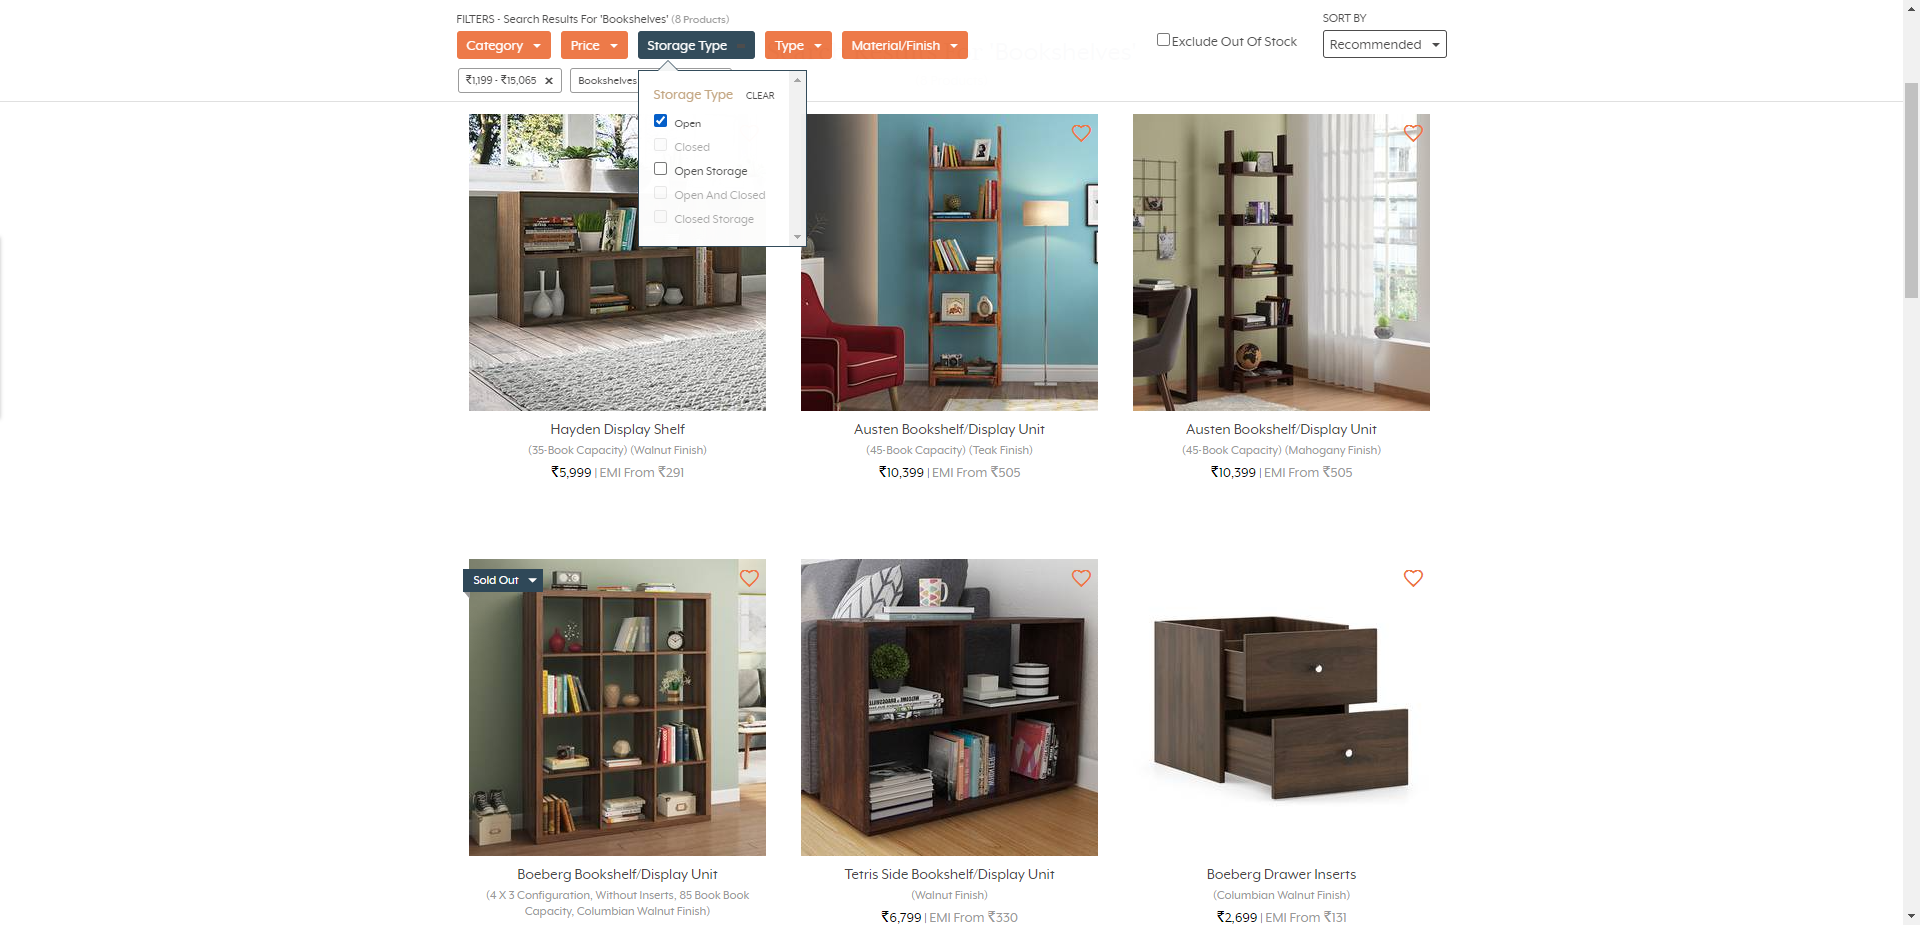 FILTERS - Search Results For 'Bookshelves' (8 Products)
SORT BY
Category
Price
Storage Type
Type
Material/Finish
Exclude Out Of Stock
Recommended
₹1,199 - ₹15,065 ×
Bookshelves
Storage Type CLEAR
Open
Closed
Open Storage
Open And Closed
Closed Storage
Hayden Display Shelf
(35-Book Capacity) (Walnut Finish)
₹5,999 | EMI From ₹291
Austen Bookshelf/Display Unit
(45-Book Capacity) (Teak Finish)
₹10,399 | EMI From ₹505
Austen Bookshelf/Display Unit
(45-Book Capacity) (Mahogany Finish)
₹10,399 | EMI From ₹505
Sold Out
Boeberg Bookshelf/Display Unit
(4 X 3 Configuration, Without Inserts, 85 Book Book
Capacity, Columbian Walnut Finish)
Tetris Side Bookshelf/Display Unit
(Walnut Finish)
₹6,799 | EMI From ₹330
Boeberg Drawer Inserts
(Columbian Walnut Finish)
₹2,699 | EMI From ₹131